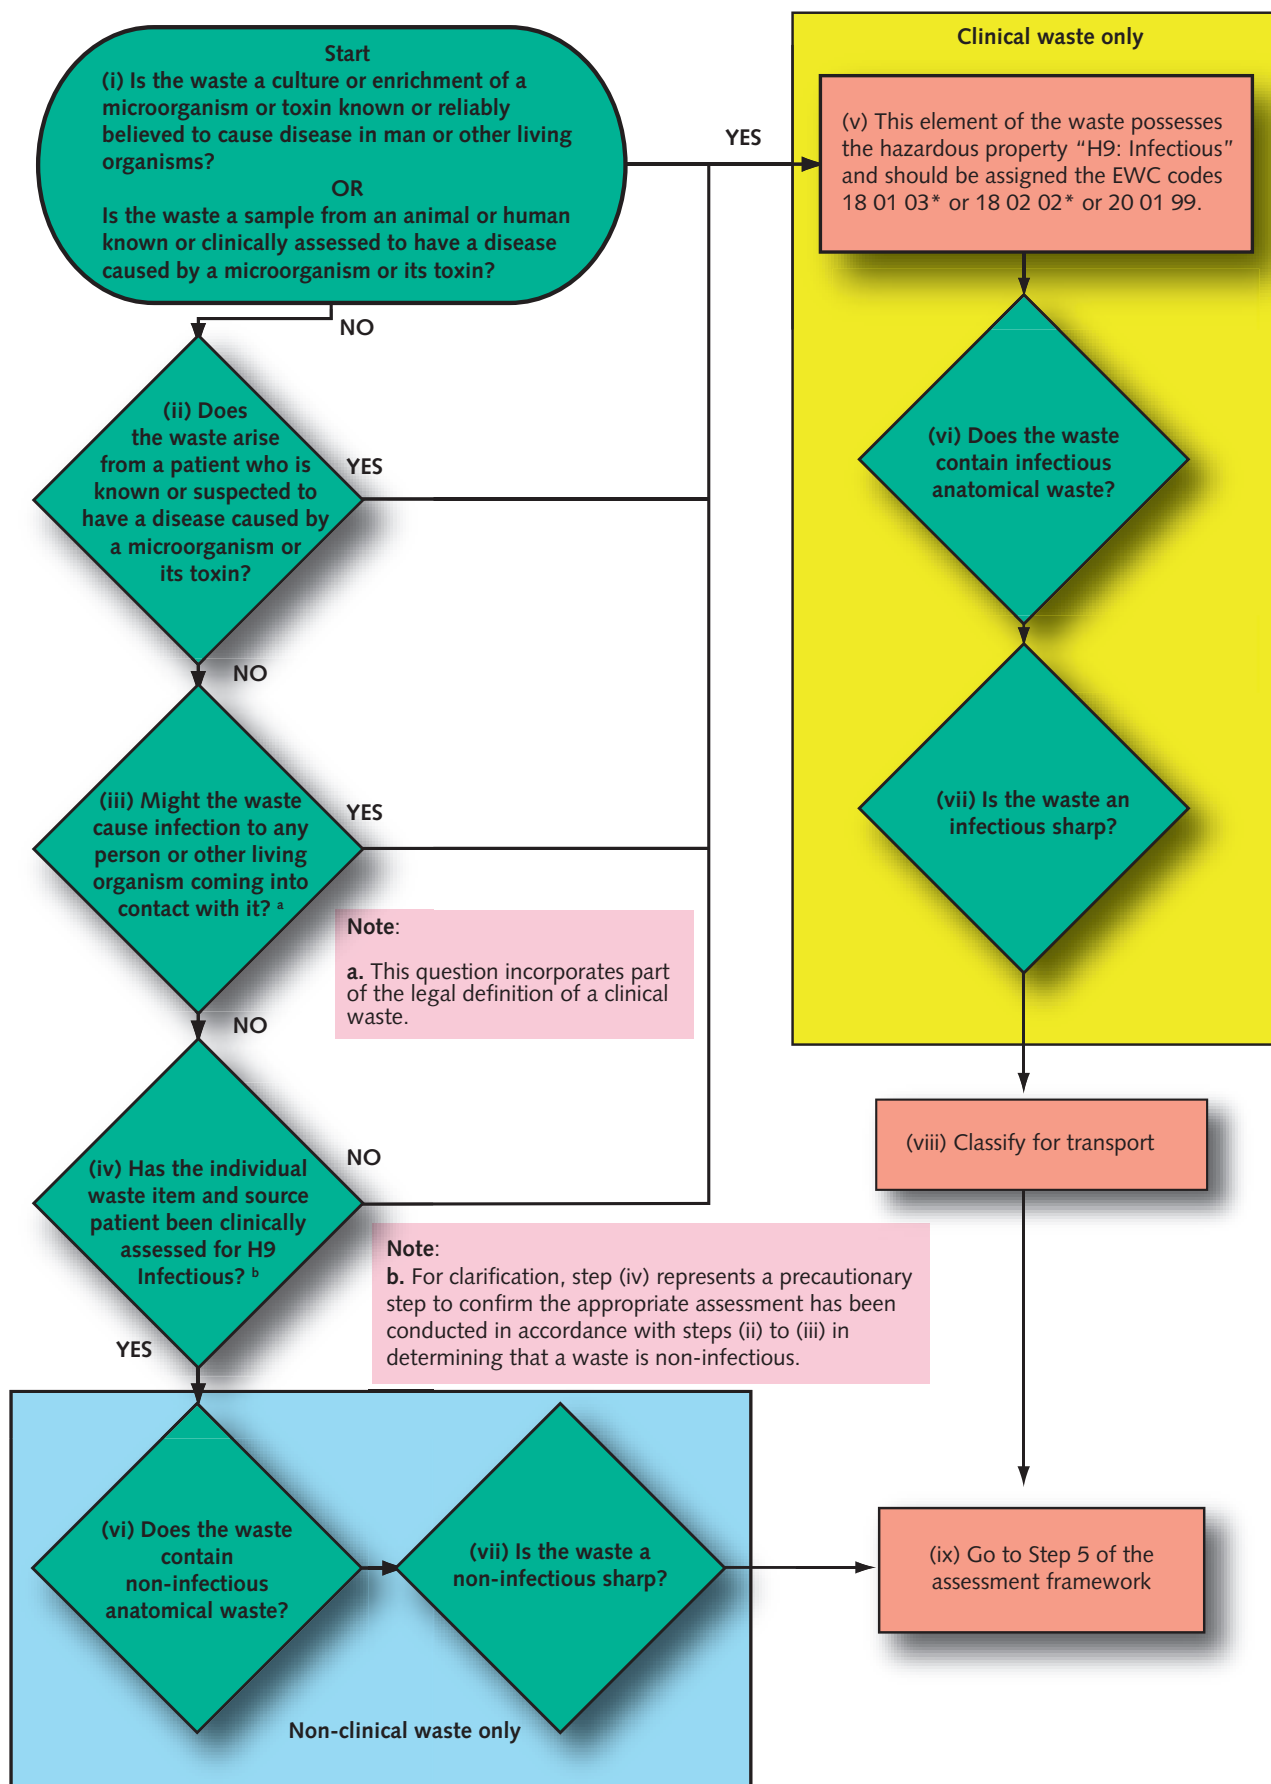 Start
(i) Is the waste a culture or enrichment of a
microorganism or toxin known or reliably
believed to cause disease in man or other living
organisms?
OR
Is the waste a sample from an animal or human
known or clinically assessed to have a disease
caused by a microorganism or its toxin?
YES
NO
(ii) Does
the waste arise
from a patient who is
known or suspected to
have a disease caused by
a microorganism or
its toxin?
YES
NO
(iii) Might the waste
cause infection to any
person or other living
organism coming into
contact with it? a
YES
NO
Note:
a. This question incorporates part
of the legal definition of a clinical
waste.
(iv) Has the individual
waste item and source
patient been clinically
assessed for H9
Infectious? b
NO
YES
Note:
b. For clarification, step (iv) represents a precautionary
step to confirm the appropriate assessment has been
conducted in accordance with steps (ii) to (iii) in
determining that a waste is non-infectious.
(vi) Does the waste
contain
non-infectious
anatomical waste?
(vii) Is the waste a
non-infectious sharp?
Non-clinical waste only
Clinical waste only
(v) This element of the waste possesses
the hazardous property “H9: Infectious”
and should be assigned the EWC codes
18 01 03* or 18 02 02* or 20 01 99.
(vi) Does the waste
contain infectious
anatomical waste?
(vii) Is the waste an
infectious sharp?
(viii) Classify for transport
(ix) Go to Step 5 of the
assessment framework